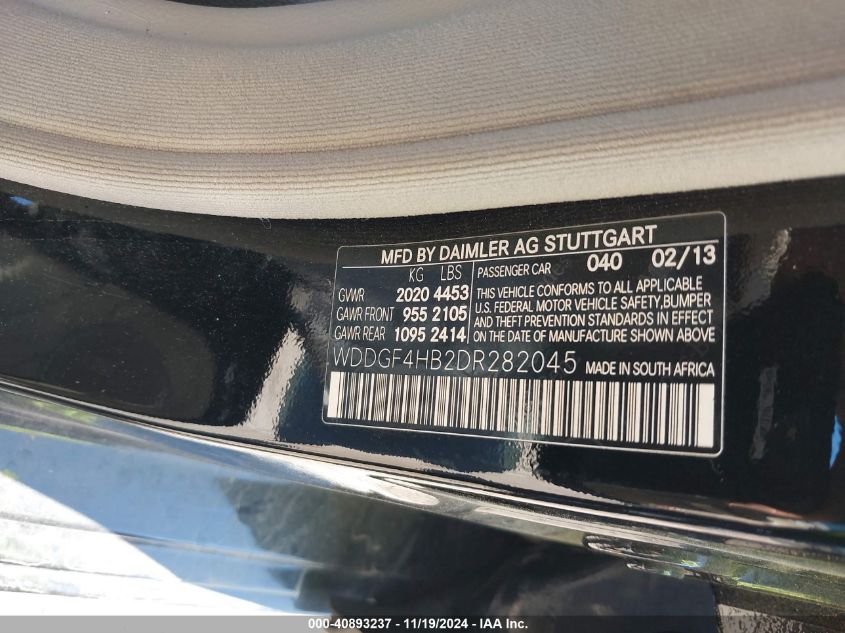 MFD BY DAIMLER AG STUTTGART
KG LBS PASSENGER CAR 040 02/13
GVWR 2020 4453
GAWR FRONT 955 2105
GAWR REAR 1095 2414
THIS VEHICLE CONFORMS TO ALL APPLICABLE
U.S. FEDERAL MOTOR VEHICLE SAFETY,BUMPER
AND THEFT PREVENTION STANDARDS IN EFFECT
ON THE DATE OF MANUFACTURE SHOWN ABOVE
WDDGF4HB2DR282045 MADE IN SOUTH AFRICA
000-40893237 - 11/19/2024 - IAA Inc.